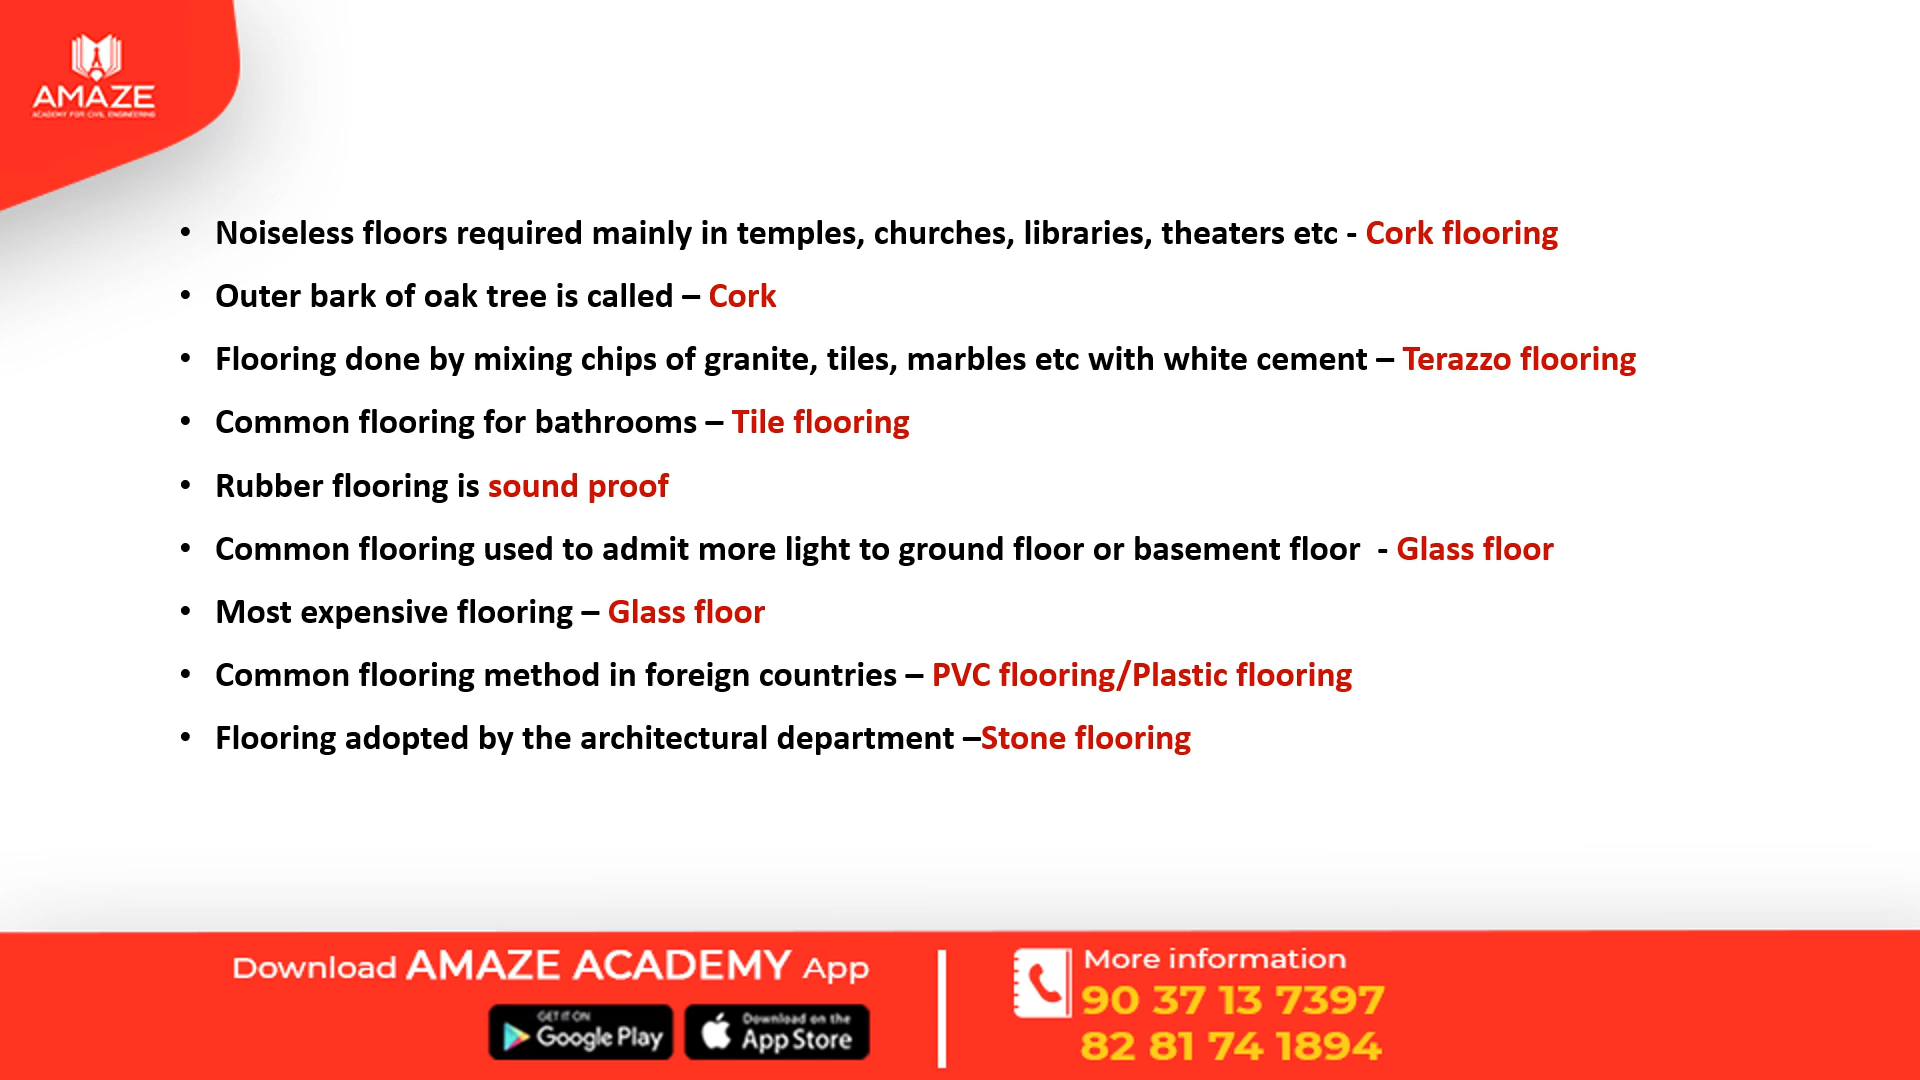 AMAZE
ACADEMY FOR CIVIL ENGINEERING
• Noiseless floors required mainly in temples, churches, libraries, theaters etc - Cork flooring
• Outer bark of oak tree is called – Cork
• Flooring done by mixing chips of granite, tiles, marbles etc with white cement – Terazzo flooring
• Common flooring for bathrooms – Tile flooring
• Rubber flooring is sound proof
• Common flooring used to admit more light to ground floor or basement floor  - Glass floor
• Most expensive flooring – Glass floor
• Common flooring method in foreign countries – PVC flooring/Plastic flooring
• Flooring adopted by the architectural department –Stone flooring
Download AMAZE ACADEMY App
GET IT ON
Google Play
Download on the
App Store
More information
90 37 13 7397
82 81 74 1894